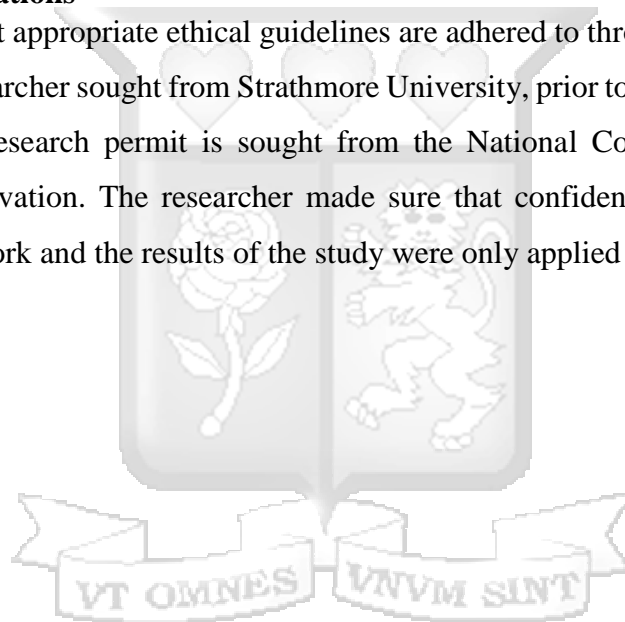 ations
t appropriate ethical guidelines are adhered to thr
archer sought from Strathmore University, prior to
esearch permit is sought from the National Co
vation. The researcher made sure that confiden
ork and the results of the study were only applied
VT OMNES VNVM SINT